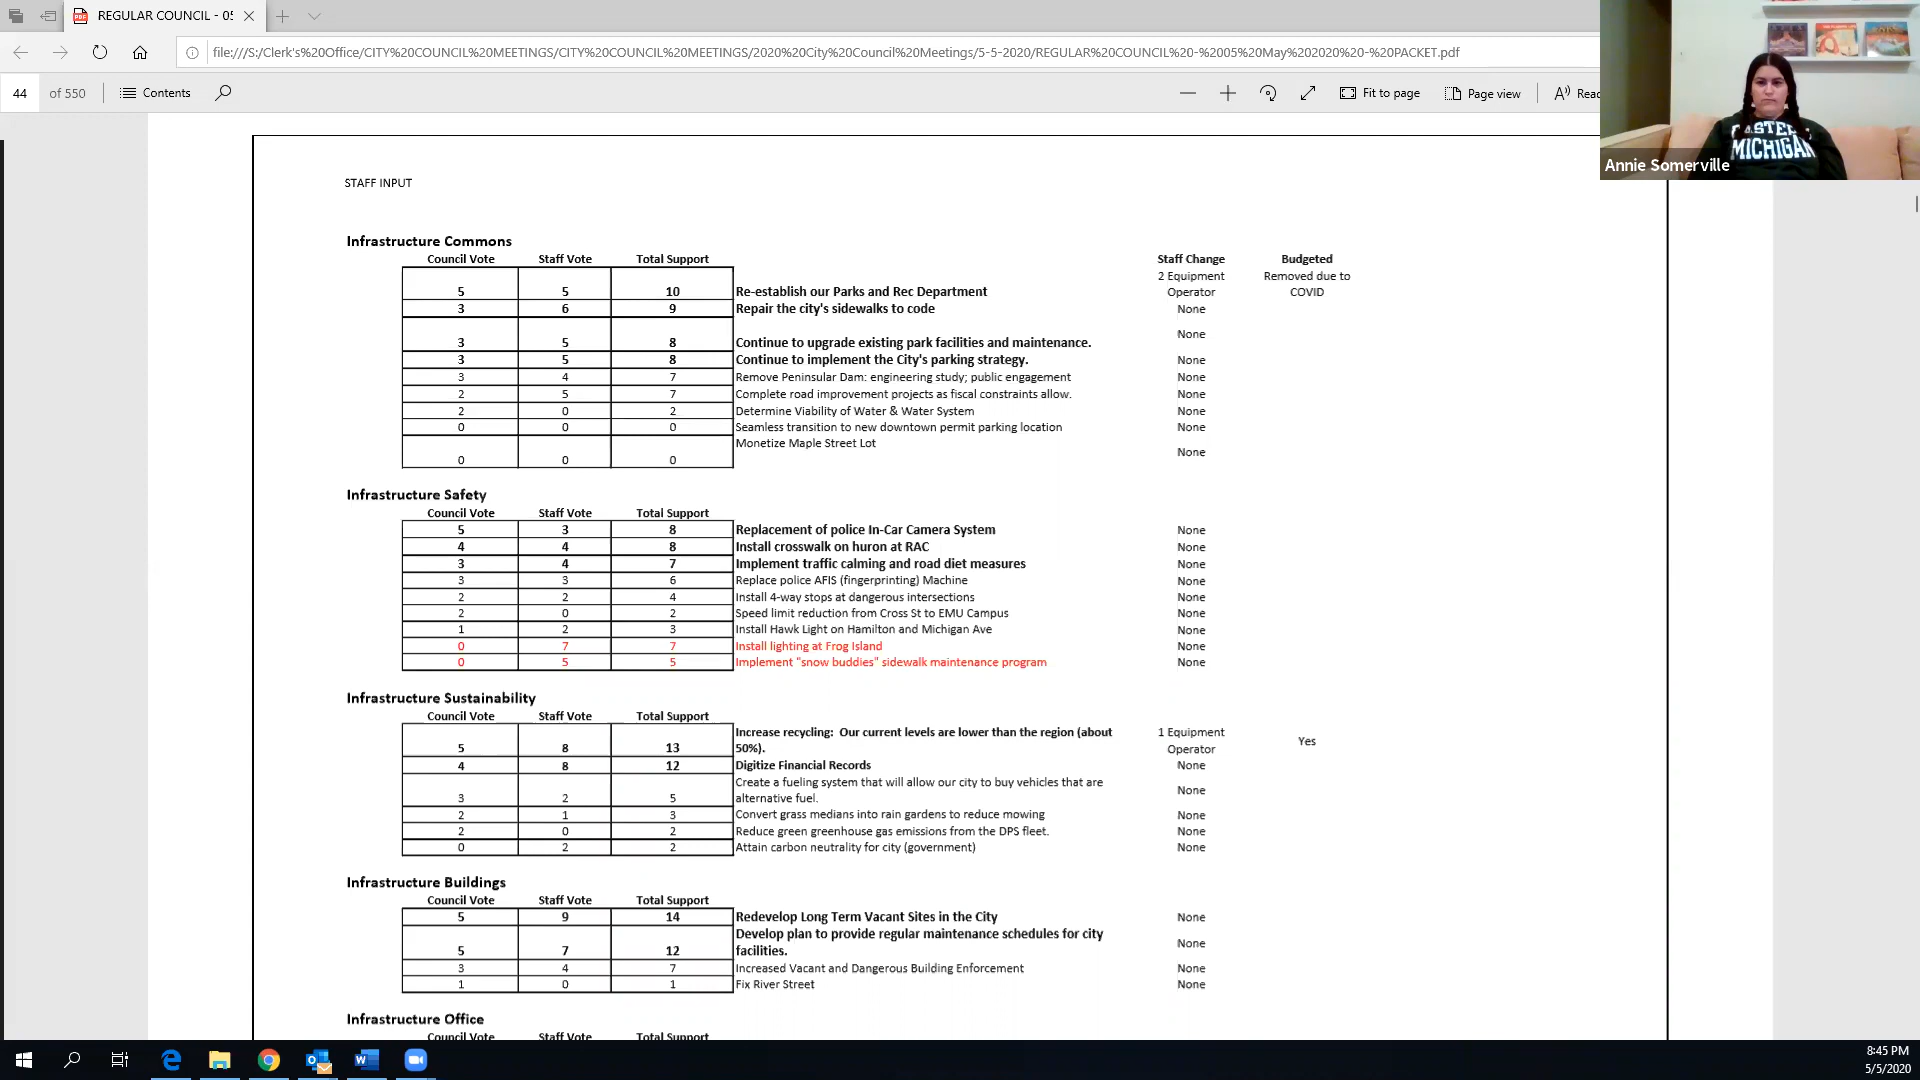 REGULAR COUNCIL - 05
file:///S:/Clerk's%20Office/CITY%20COUNCIL%20MEETINGS/CITY%20COUNCIL%20MEETINGS/2020%20City%20Council%20Meetings/5-5-2020/REGULAR%20COUNCIL%20-%2005%20May%202020%20-%20PACKET.pdf
44 of 550 Contents Fit to page Page view Read
EASTERN
MICHIGAN
Annie Somerville
STAFF INPUT
Infrastructure Commons
Council Vote Staff Vote Total Support Staff Change Budgeted
2 Equipment Removed due to
5 5 10 Re-establish our Parks and Rec Department Operator COVID
3 6 9 Repair the city's sidewalks to code None
None
3 5 8 Continue to upgrade existing park facilities and maintenance.
3 5 8 Continue to implement the City's parking strategy. None
3 4 7 Remove Peninsular Dam: engineering study; public engagement None
2 5 7 Complete road improvement projects as fiscal constraints allow. None
2 0 2 Determine Viability of Water & Water System None
0 0 0 Seamless transition to new downtown permit parking location None
Monetize Maple Street Lot
None
0 0 0
Infrastructure Safety
Council Vote Staff Vote Total Support
5 3 8 Replacement of police In-Car Camera System None
4 4 8 Install crosswalk on huron at RAC None
3 4 7 Implement traffic calming and road diet measures None
3 3 6 Replace police AFIS (fingerprinting) Machine None
2 2 4 Install 4-way stops at dangerous intersections None
2 0 2 Speed limit reduction from Cross St to EMU Campus None
1 2 3 Install Hawk Light on Hamilton and Michigan Ave None
0 7 7 Install lighting at Frog Island None
0 5 5 Implement "snow buddies" sidewalk maintenance program None
Infrastructure Sustainability
Council Vote Staff Vote Total Support
Increase recycling: Our current levels are lower than the region (about 1 Equipment
Yes
5 8 13 50%). Operator
4 8 12 Digitize Financial Records None
Create a fueling system that will allow our city to buy vehicles that are
None
3 2 5 alternative fuel.
2 1 3 Convert grass medians into rain gardens to reduce mowing None
2 0 2 Reduce green greenhouse gas emissions from the DPS fleet. None
0 2 2 Attain carbon neutrality for city (government) None
Infrastructure Buildings
Council Vote Staff Vote Total Support
5 9 14 Redevelop Long Term Vacant Sites in the City None
Develop plan to provide regular maintenance schedules for city
None
5 7 12 facilities.
3 4 7 Increased Vacant and Dangerous Building Enforcement None
1 0 1 Fix River Street None
Infrastructure Office
Council Vote Staff Vote Total Support
8:45 PM
5/5/2020